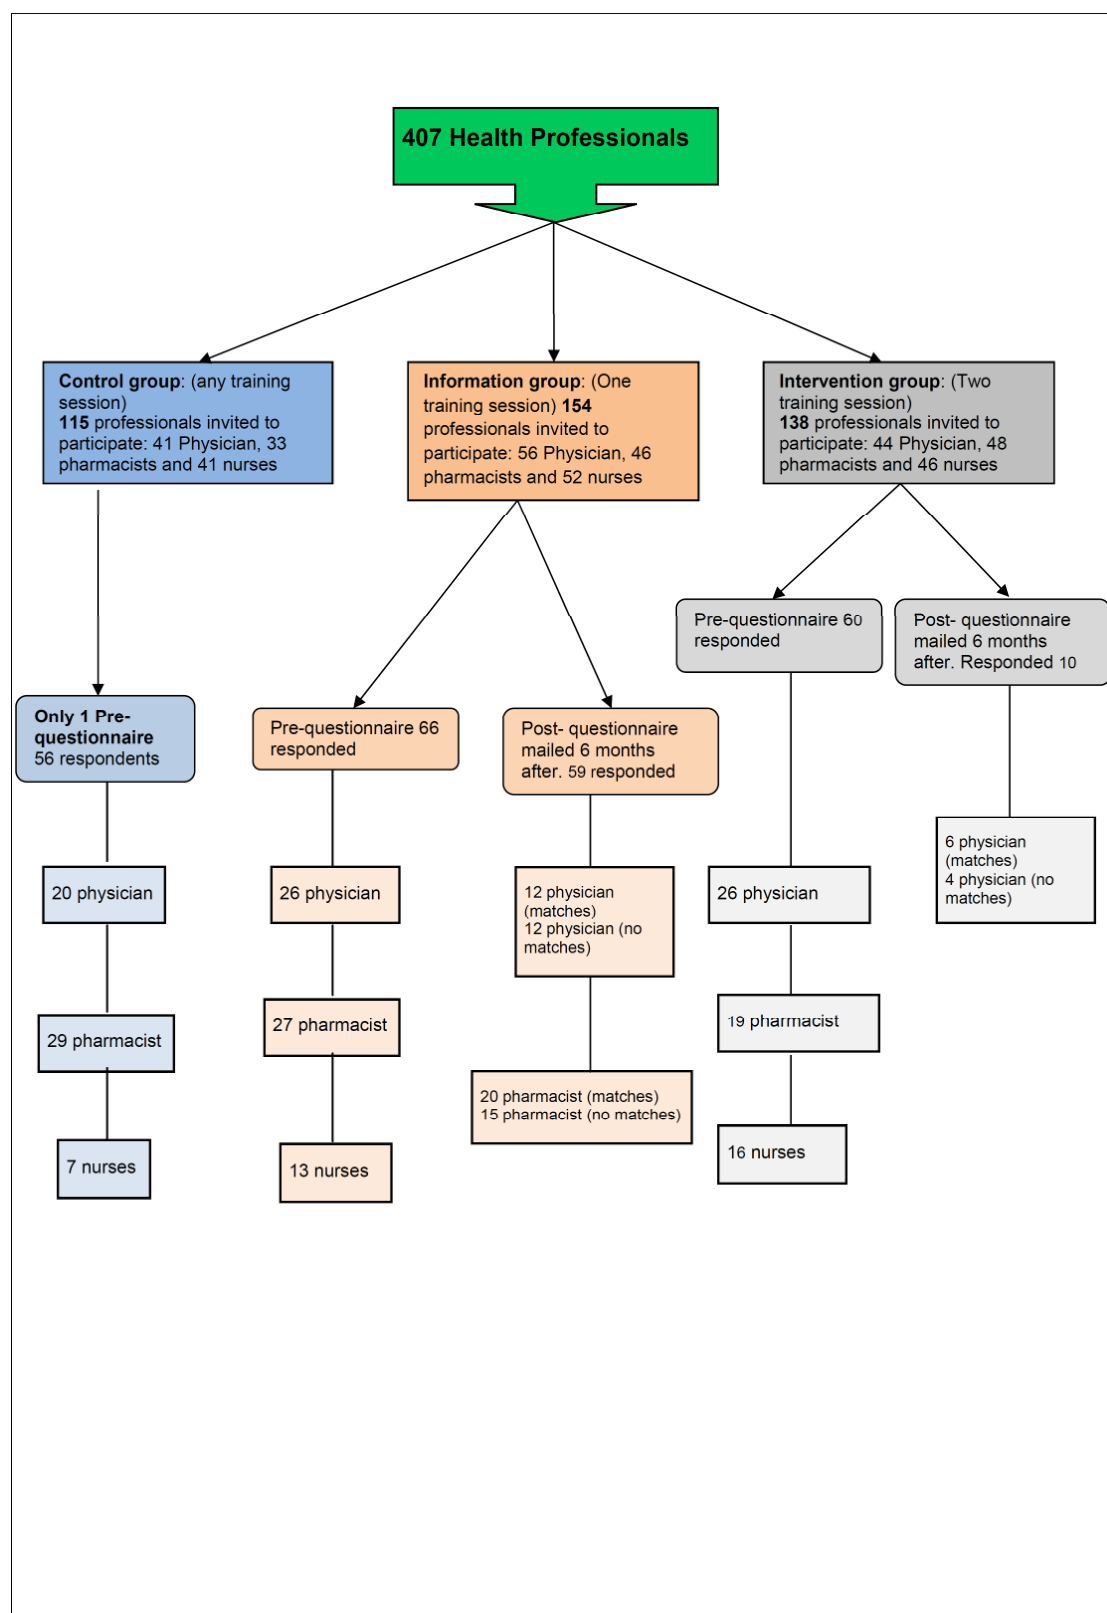 407 Health Professionals
Control group: (any training
session)
115 professionals invited to
participate: 41 Physician, 33
pharmacists and 41 nurses
Information group: (One
training session) 154
professionals invited to
participate: 56 Physician, 46
pharmacists and 52 nurses
Intervention group: (Two
training session)
138 professionals invited to
participate: 44 Physician, 48
pharmacists and 46 nurses
Only 1 Pre-
questionnaire
56 respondents
Pre-questionnaire 66
responded
Post- questionnaire
mailed 6 months
after. 59 responded
Pre-questionnaire 60
responded
Post- questionnaire
mailed 6 months
after. Responded 10
20 physician
29 pharmacist
7 nurses
26 physician
27 pharmacist
13 nurses
12 physician
(matches)
12 physician (no
matches)
20 pharmacist (matches)
15 pharmacist (no matches)
26 physician
19 pharmacist
16 nurses
6 physician
(matches)
4 physician (no
matches)